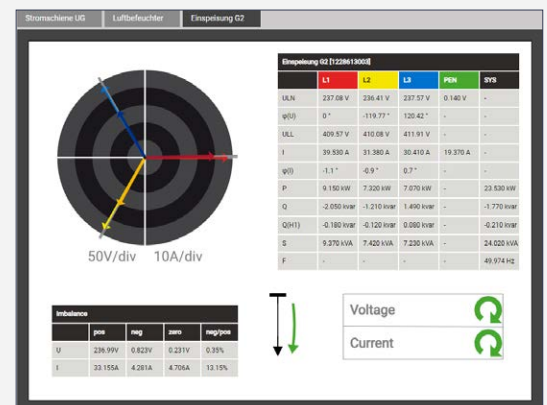 Stromachiene UG Luftbefeuchter Einspeisung G2
Einspeisung G2 [1228613003]
L1 L2 L3 PEN SYS
ULN 237.08 V 236.41 V 237.57 V 0.140 V -
φ(U) 0 ° -119.77 ° 120.42 ° - -
ULL 409.57 V 410.08 V 411.91 V - -
I 39.530 A 31.380 A 30.410 A 19.370 A -
φ(I) -1.1 ° -0.9 ° 0.7 ° - -
P 9.150 kW 7.320 kW 7.070 kW - 23.530 kW
Q -2.050 kvar -1.210 kvar 1.490 kvar - -1.770 kvar
Q(H1) -0.180 kvar -0.120 kvar 0.080 kvar - -0.210 kvar
S 9.370 kVA 7.420 kVA 7.230 kVA - 24.020 kVA
F - - - - 49.974 Hz
50V/div 10A/div
Imbalance
pos neg zero neg/pos
U 236.99V 0.823V 0.231V 0.35%
I 33.155A 4.281A 4.706A 13.15%
Voltage
Current